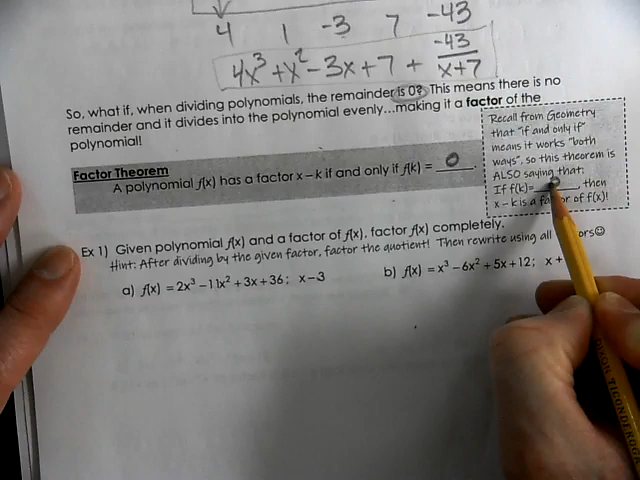 4 1 -3 7 -43
4x³ + x² - 3x + 7 + -43/x+7
So, what if, when dividing polynomials, the remainder is 0? This means there is no
remainder and it divides into the polynomial evenly...making it a factor of the
polynomial!
Factor Theorem
A polynomial f(x) has a factor x – k if and only if f(k) = 0.
Recall from Geometry
that "if and only if"
means it works "both
ways", so this theorem is
ALSO saying that:
If f(k)= ____, then
x – k is a factor of f(x)!
Ex 1) Given polynomial f(x) and a factor of f(x), factor f(x) completely.
Hint: After dividing by the given factor, factor the quotient! Then rewrite using all ☺
a) f(x) = 2x³ – 11x² + 3x + 36; x – 3
b) f(x) = x³ – 6x² + 5x + 12; x +
DIXON TICONDEROGA